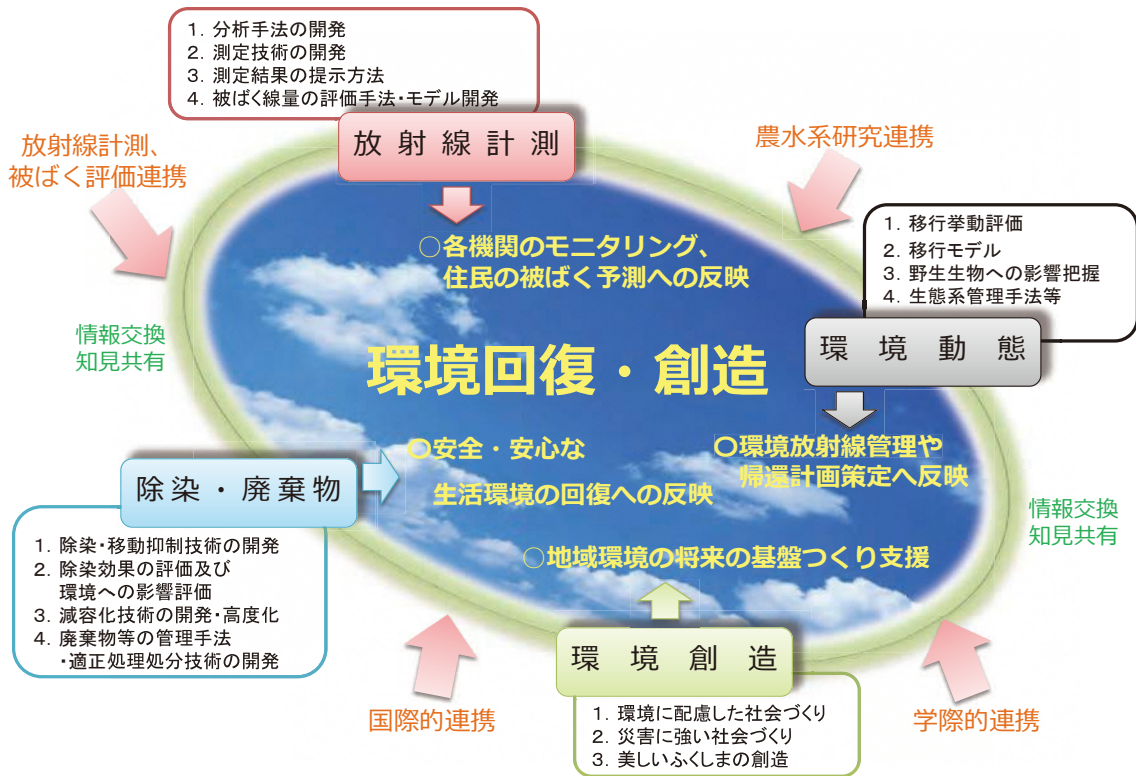 1. 分析手法の開発
2. 測定技術の開発
3. 測定結果の提示方法
4. 被ばく線量の評価手法・モデル開発
放射線計測
放射線計測、
被ばく評価連携
農水系研究連携
○各機関のモニタリング、
住民の被ばく予測への反映
1. 移行挙動評価
2. 移行モデル
3. 野生生物への影響把握
4. 生態系管理手法等
環境動態
情報交換
知見共有
環境回復・創造
○安全・安心な
生活環境の回復への反映
○環境放射線管理や
帰還計画策定へ反映
除染・廃棄物
1. 除染・移動抑制技術の開発
2. 除染効果の評価及び
環境への影響評価
3. 減容化技術の開発・高度化
4. 廃棄物等の管理手法
・適正処理処分技術の開発
情報交換
知見共有
○地域環境の将来の基盤つくり支援
環境創造
1. 環境に配慮した社会づくり
2. 災害に強い社会づくり
3. 美しいふくしまの創造
国際的連携
学際的連携